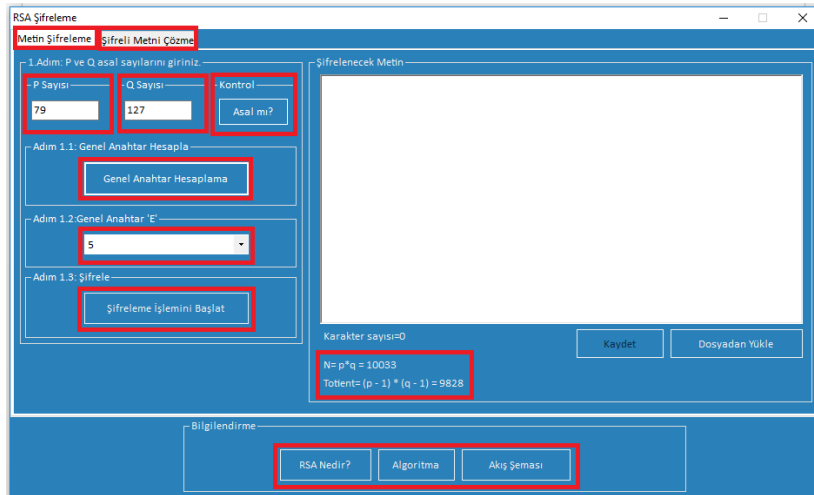 RSA Şifreleme
Metin Şifreleme Şifreli Metni Çözme
1.Adım: P ve Q asal sayılarını giriniz.
P Sayısı Q Sayısı Kontrol
79 127 Asal mı?
Adım 1.1: Genel Anahtar Hesapla
Genel Anahtar Hesaplama
Adım 1.2:Genel Anahtar 'E'
5
Adım 1.3: Şifrele
Şifreleme İşlemini Başlat
Şifrelenecek Metin
Karakter sayısı=0
Kaydet Dosyadan Yükle
N= p*q = 10033
Totient= (p - 1) * (q - 1) = 9828
Bilgilendirme
RSA Nedir? Algoritma Akış Şeması